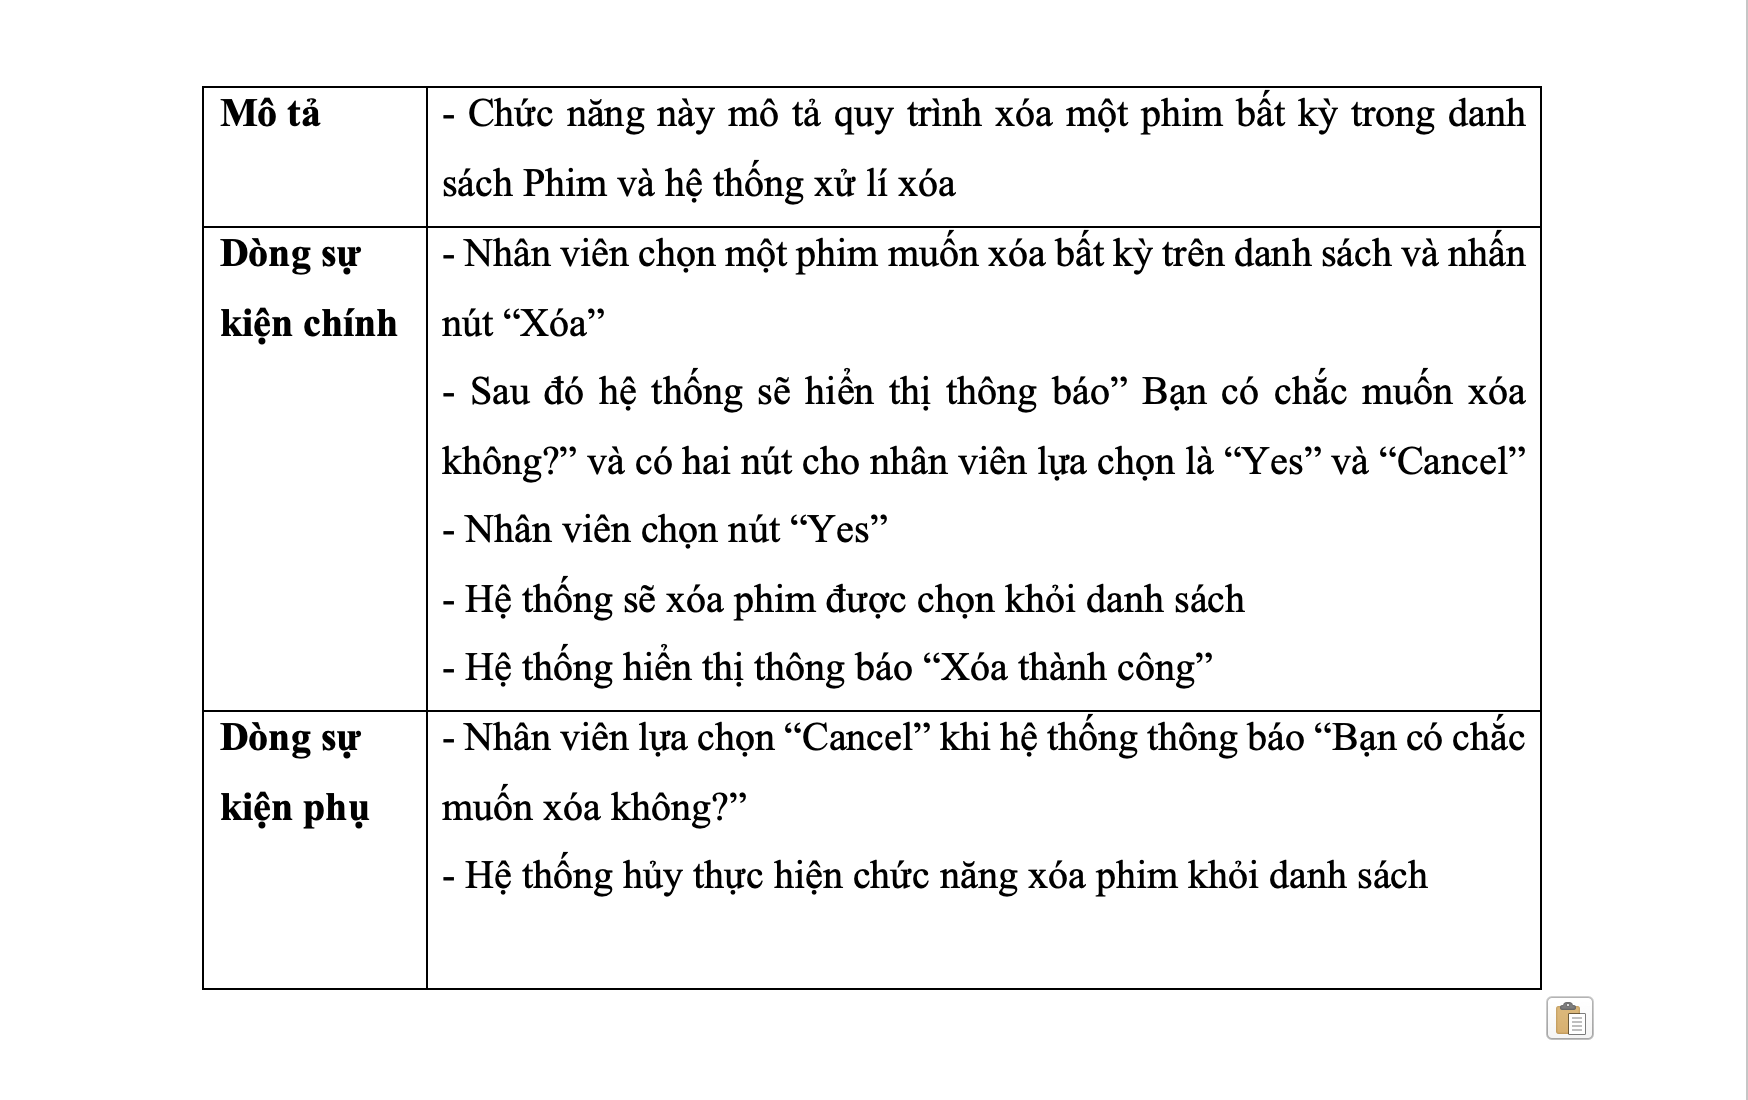 Mô tả
- Chức năng này mô tả quy trình xóa một phim bất kỳ trong danh
sách Phim và hệ thống xử lí xóa
Dòng sự
kiện chính
- Nhân viên chọn một phim muốn xóa bất kỳ trên danh sách và nhấn
nút “Xóa”
- Sau đó hệ thống sẽ hiển thị thông báo” Bạn có chắc muốn xóa
không?” và có hai nút cho nhân viên lựa chọn là “Yes” và “Cancel”
- Nhân viên chọn nút “Yes”
- Hệ thống sẽ xóa phim được chọn khỏi danh sách
- Hệ thống hiển thị thông báo “Xóa thành công”
Dòng sự
kiện phụ
- Nhân viên lựa chọn “Cancel” khi hệ thống thông báo “Bạn có chắc
muốn xóa không?”
- Hệ thống hủy thực hiện chức năng xóa phim khỏi danh sách